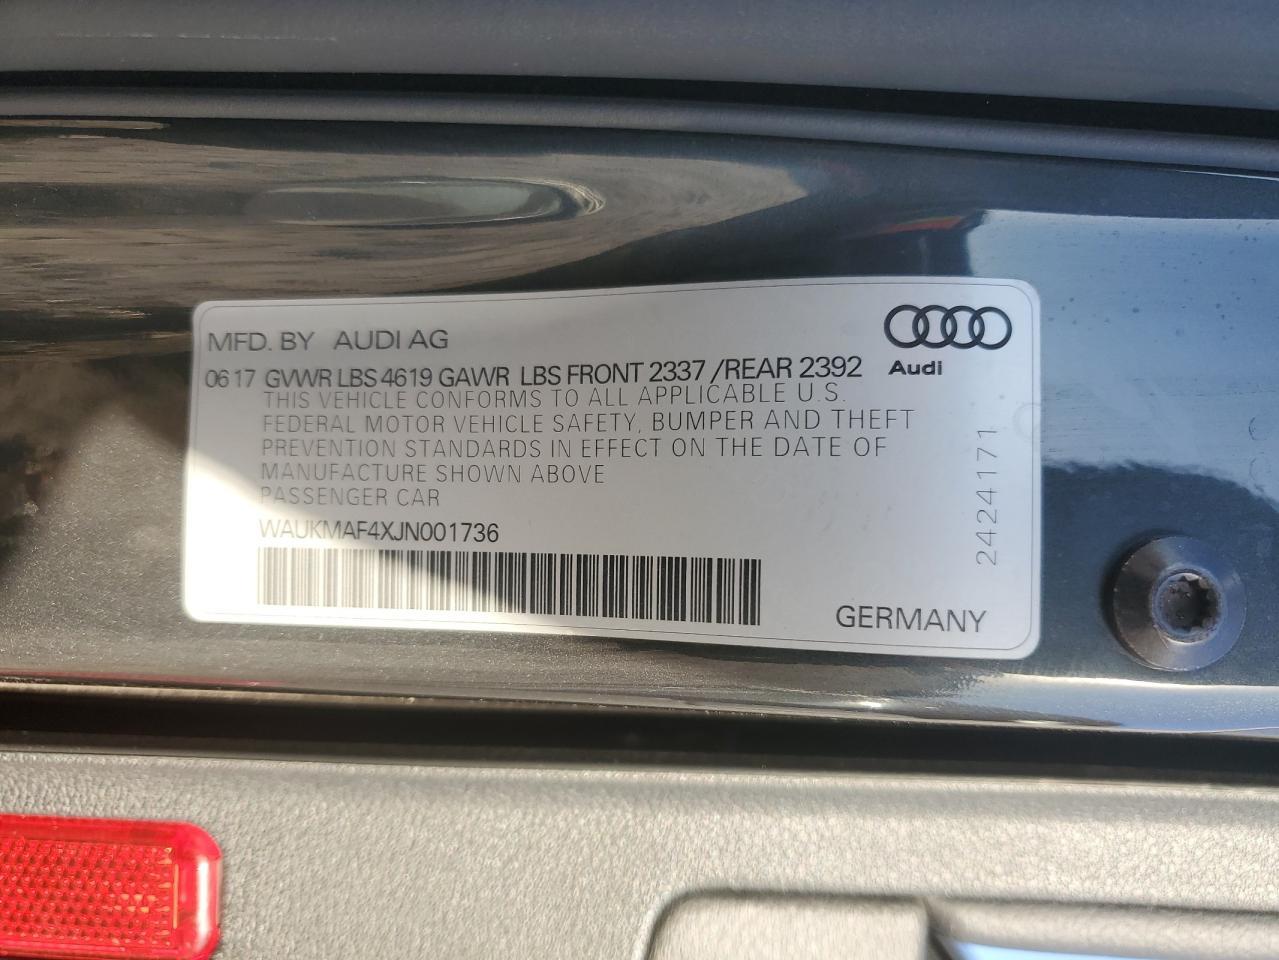 MFD. BY AUDI AG
Audi
06 17 GVWR LBS 4619 GAWR LBS FRONT 2337 /REAR 2392
THIS VEHICLE CONFORMS TO ALL APPLICABLE U.S.
FEDERAL MOTOR VEHICLE SAFETY, BUMPER AND THEFT
PREVENTION STANDARDS IN EFFECT ON THE DATE OF
MANUFACTURE SHOWN ABOVE
PASSENGER CAR
WAUKMAF4XJN001736
2424171
GERMANY